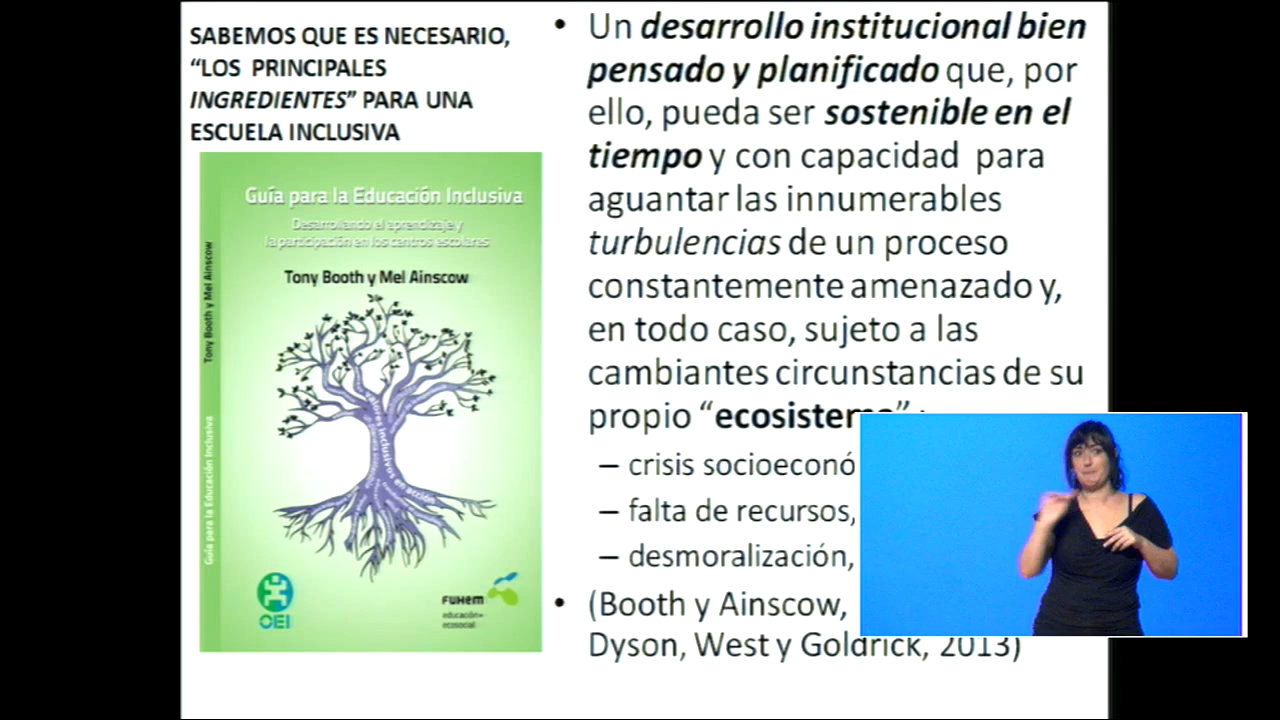 SABEMOS QUE ES NECESARIO,
“LOS PRINCIPALES
INGREDIENTES” PARA UNA
ESCUELA INCLUSIVA
Guía para la Educación Inclusiva
Desarrollando el aprendizaje y
la participación en los centros escolares
Tony Booth y Mel Ainscow
Tony Booth y Mel Ainscow
Guía para la Educación Inclusiva
inclusivos en acción
OEI
FUHEM
educación+
ecosocial
• Un desarrollo institucional bien
pensado y planificado que, por
ello, pueda ser sostenible en el
tiempo y con capacidad para
aguantar las innumerables
turbulencias de un proceso
constantemente amenazado y,
en todo caso, sujeto a las
cambiantes circunstancias de su
propio “ecosistema”
– crisis socioeconó
– falta de recursos,
– desmoralización,
• (Booth y Ainscow,
Dyson, West y Goldrick, 2013)